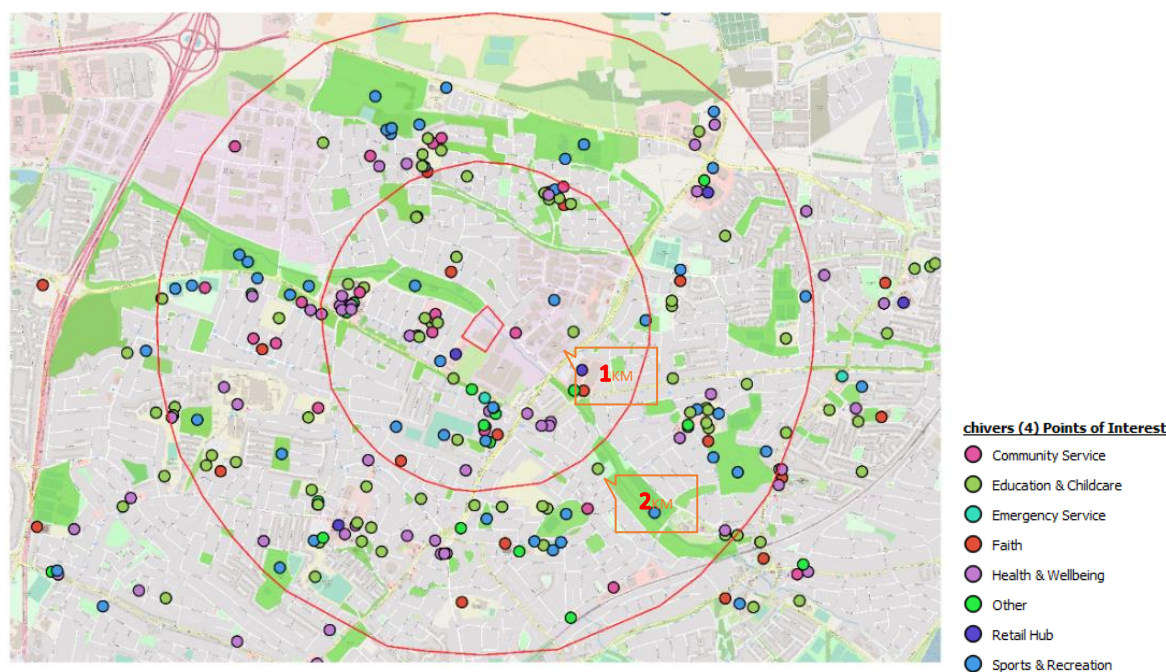 1KM
2KM
chivers (4) Points of Interest
Community Service
Education & Childcare
Emergency Service
Faith
Health & Wellbeing
Other
Retail Hub
Sports & Recreation